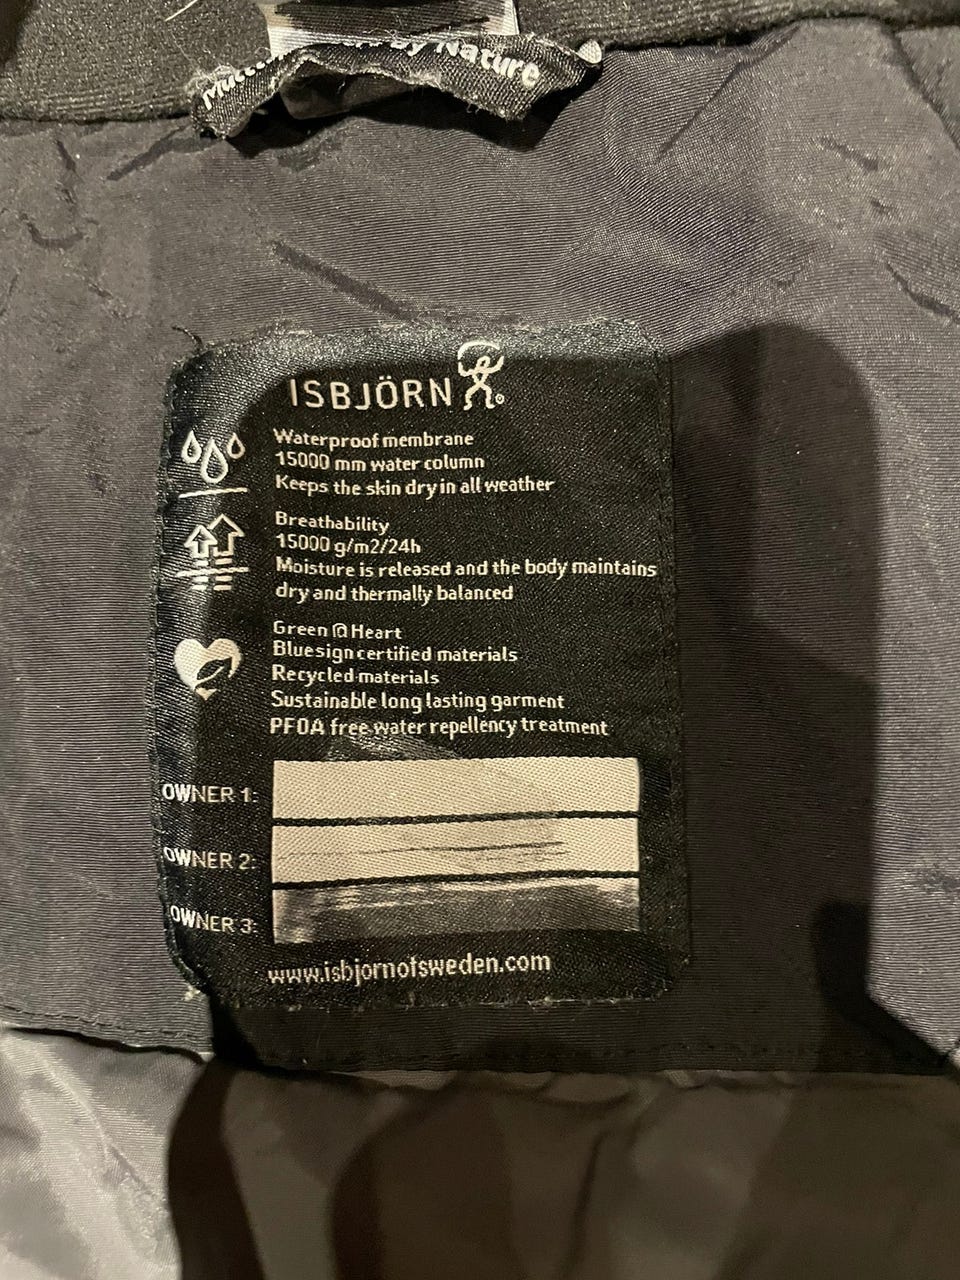 By Nature
ISBJÖRN
®
Waterproof membrane
15000 mm water column
Keeps the skin dry in all weather
Breathability
15000 g/m2/24h
Moisture is released and the body maintains
dry and thermally balanced
Green @ Heart
Bluesign certified materials
Recycled materials
Sustainable long lasting garment
PFOA free water repellency treatment
OWNER 1:
OWNER 2:
OWNER 3:
www.isbjornofsweden.com